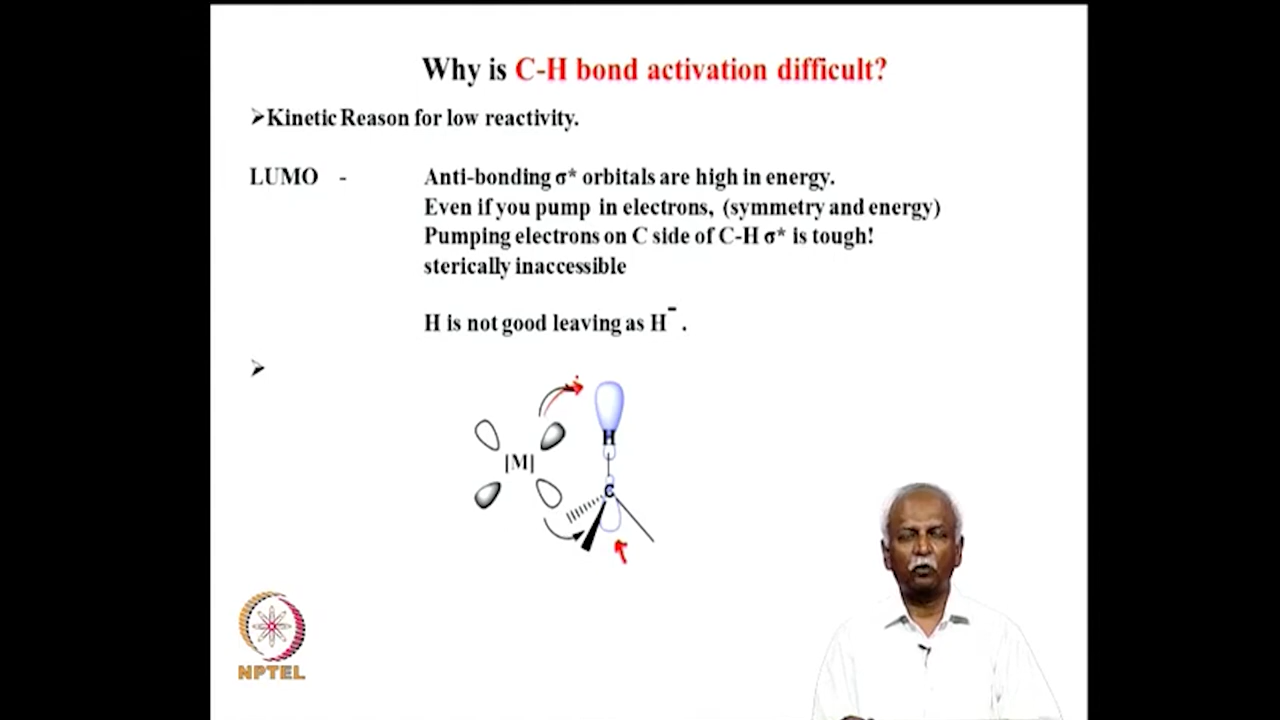 Why is C-H bond activation difficult?
➢Kinetic Reason for low reactivity.
LUMO - Anti-bonding σ* orbitals are high in energy.
Even if you pump in electrons, (symmetry and energy)
Pumping electrons on C side of C-H σ* is tough!
sterically inaccessible
H is not good leaving as H⁻ .
➢
H
[M]
C
NPTEL